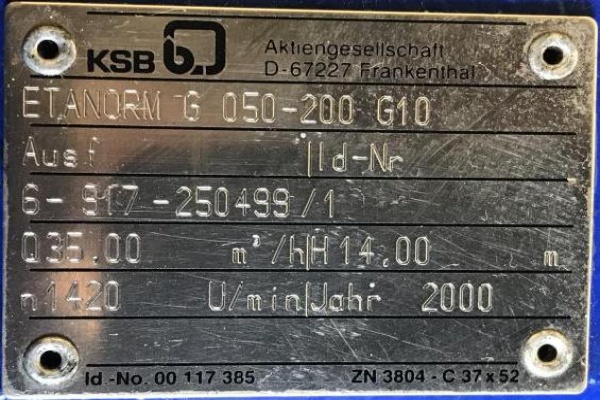 KSB Aktiengesellschaft
D-67227 Frankenthal
ETANORM G 050-200 G10
Ausf Id-Nr
6-917-250499/1
Q35.00 m³/h H14.00 m
n1420 U/min Jahr 2000
Id-No. 00 117 385 ZN 3804 - C 37 x 52